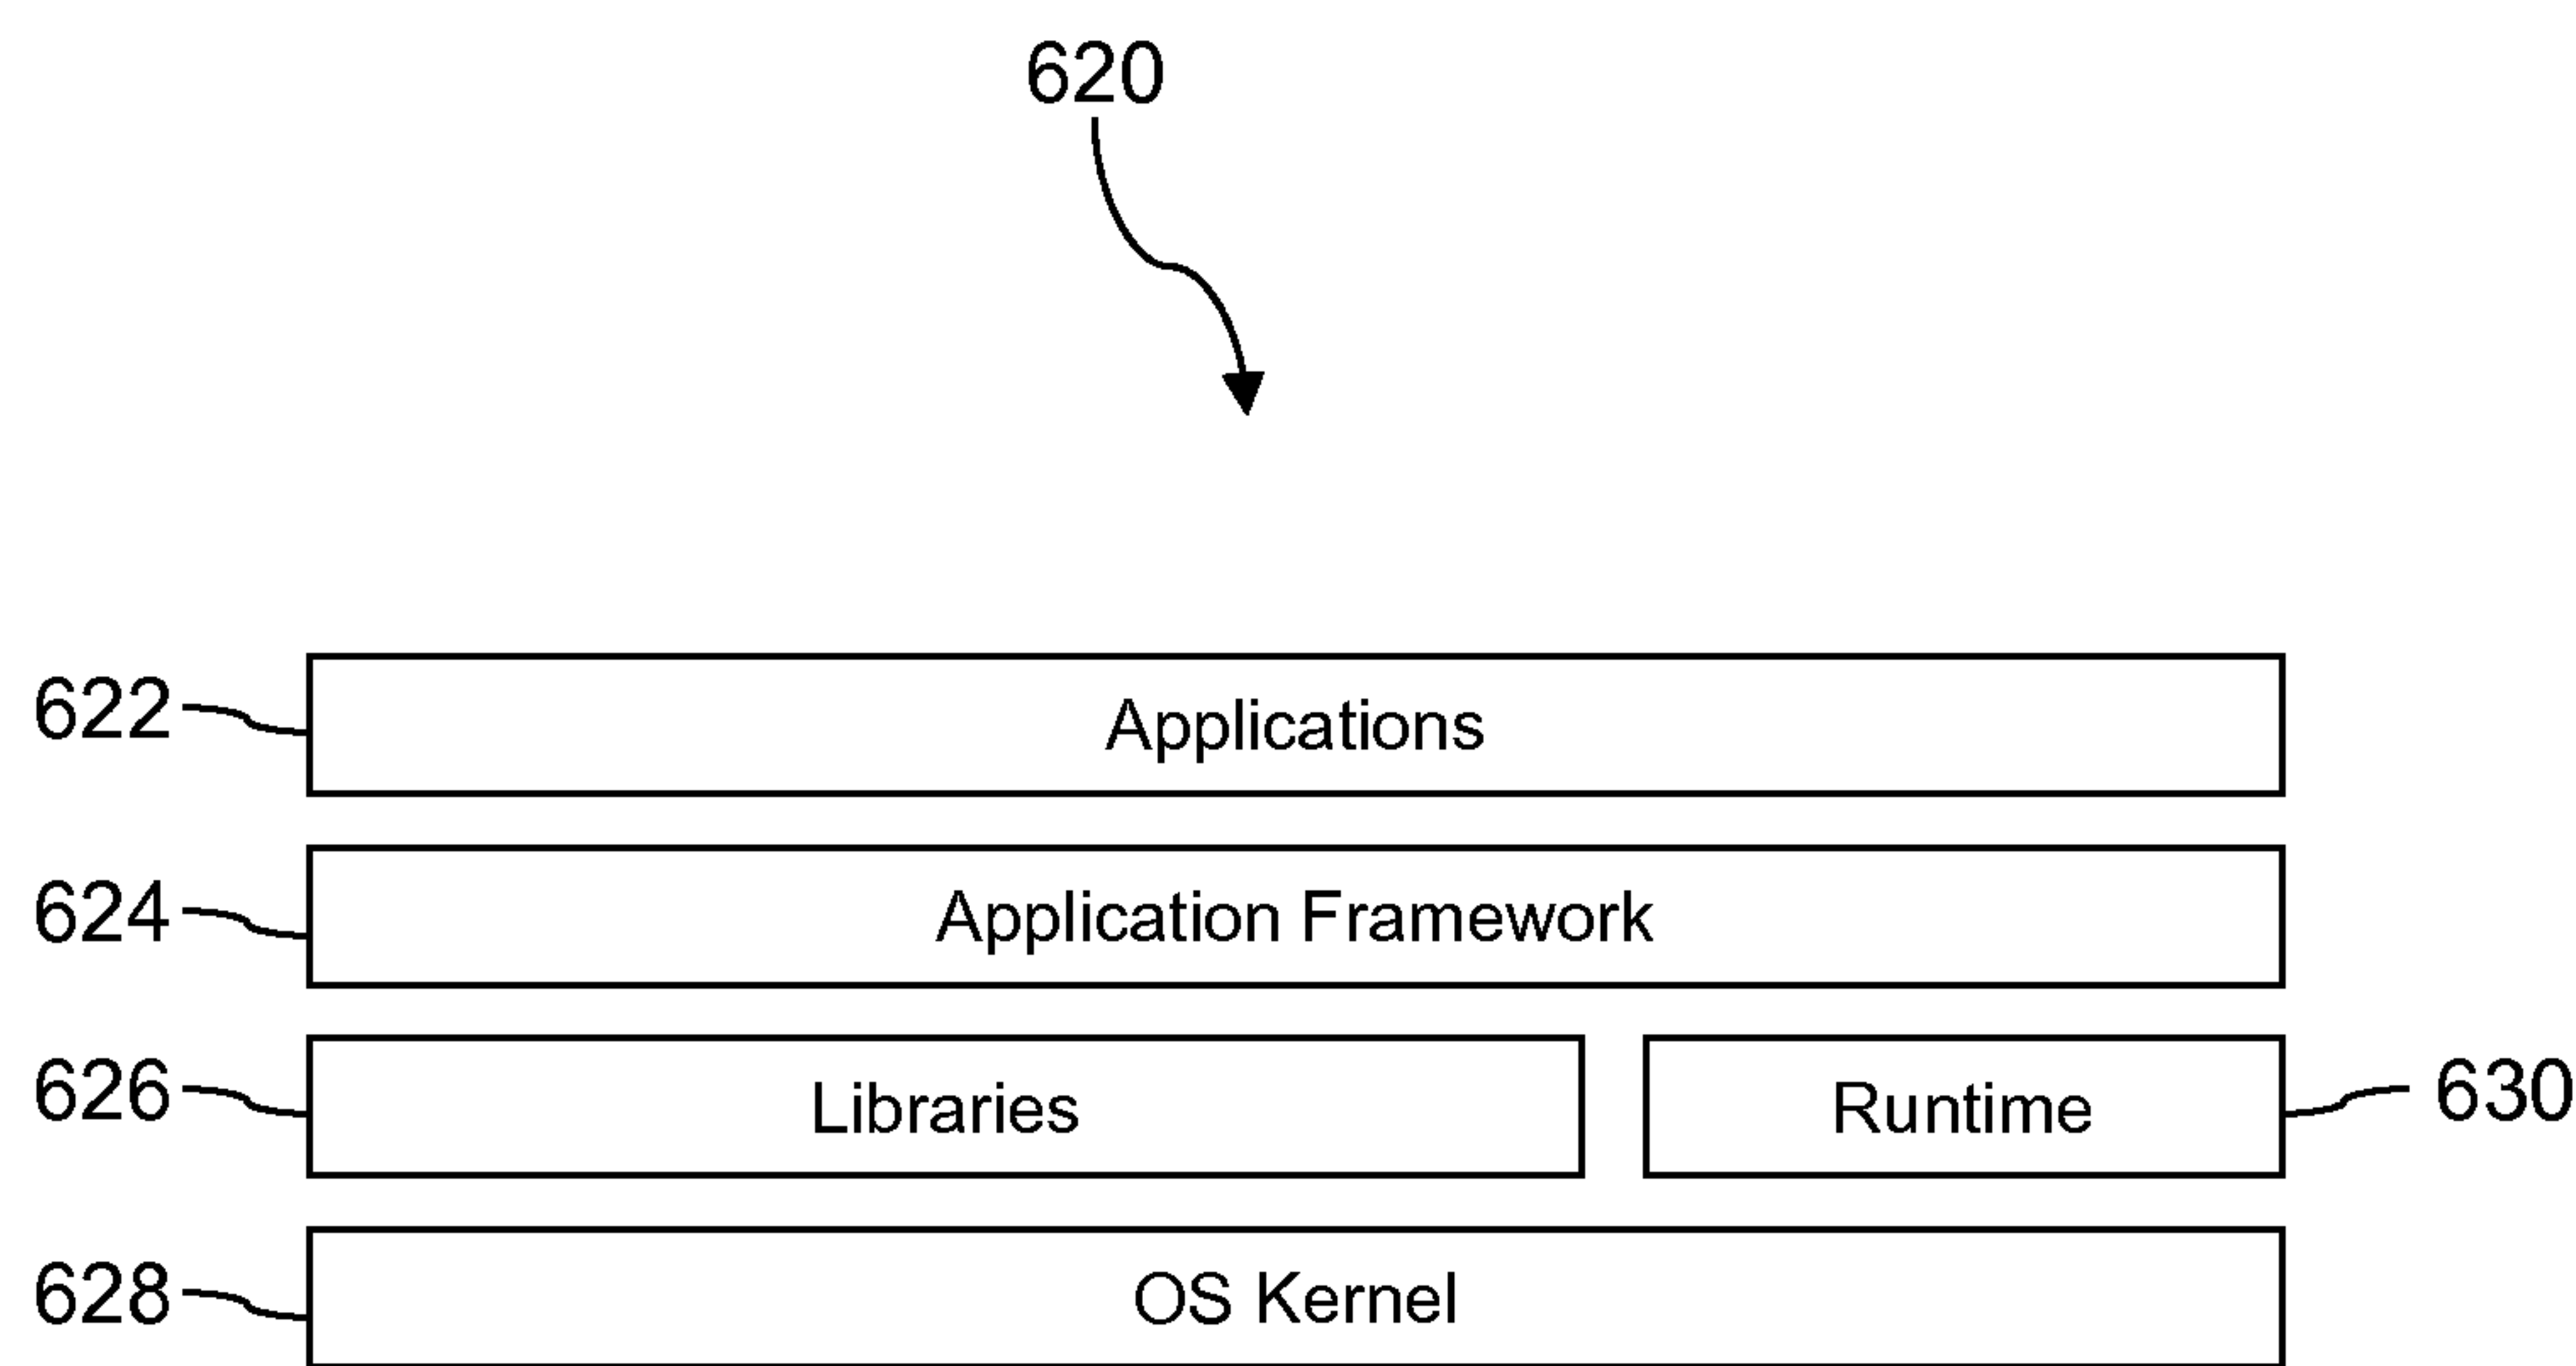 620
622 Applications
624 Application Framework
626 Libraries Runtime 630
628 OS Kernel